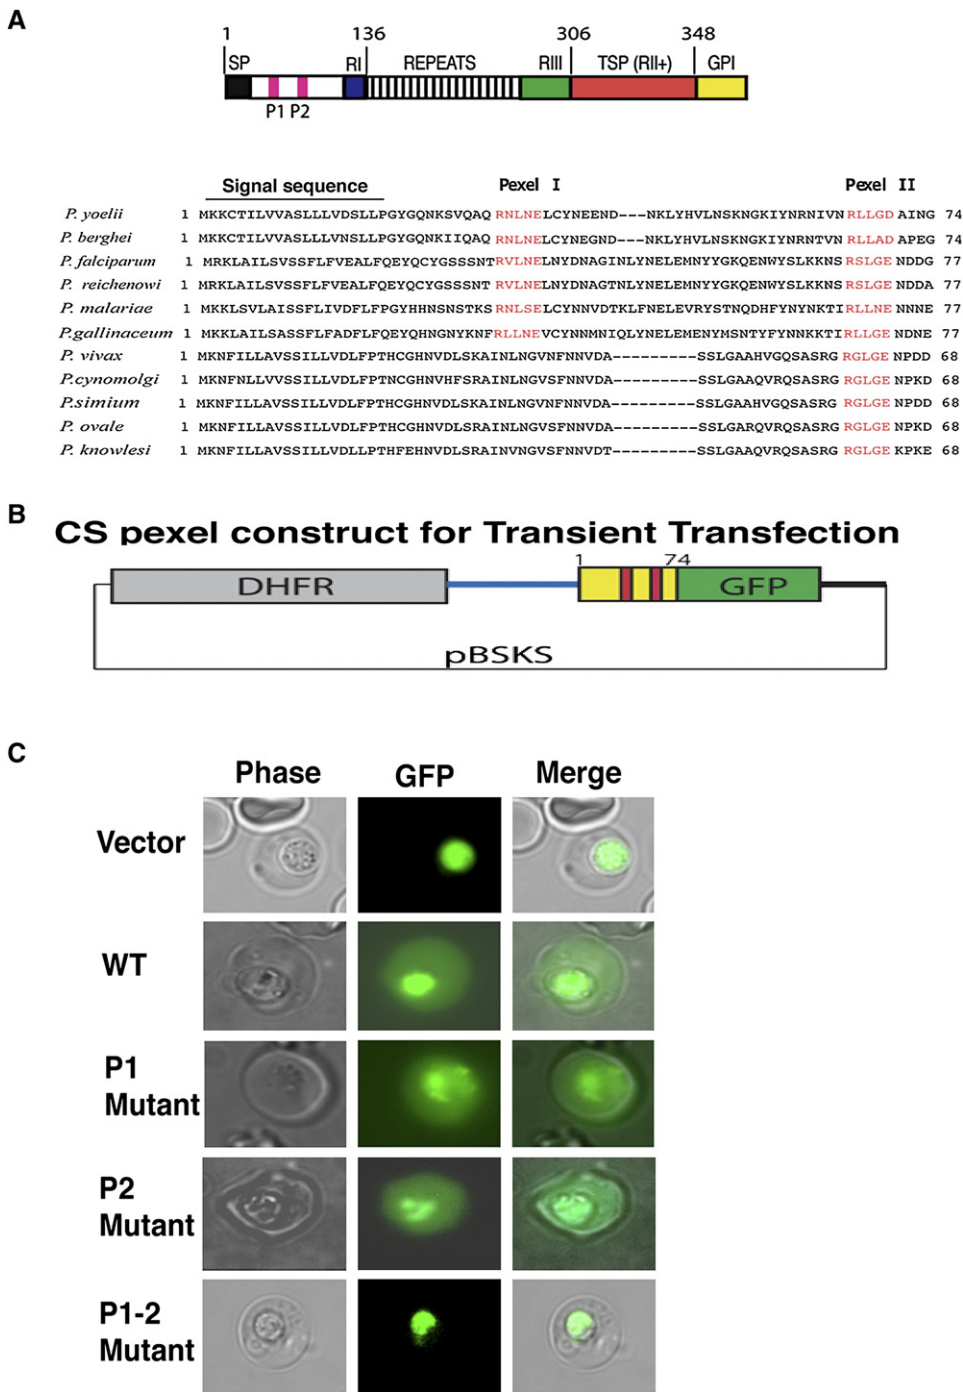 A
1 136 306 348
SP RI REPEATS RIII TSP (RII+) GPI
P1 P2
Signal sequence Pexel I Pexel II
P. yoelii 1 MKKCTILVVASLLLVDSLLPGYGQNKSVQAQ RNLNELCYNEEND---NKLYHVLNSKNGKIYNRNIVN RLLGD AING 74
P. berghei 1 MKKCTILVVASLLLVNSLLPGYGQNKIIQAQ RNLNELCYNEGND---NKLYHVLNSKNGKIYNRNTVN RLLAD APEG 74
P. falciparum 1 MRKLAILSVSSFLFVEALFQEYQCYGSSSNTRVLNELNYDNAGINLYNELEMNYYGKQENWYSLKKNS RSLGE NDDG 77
P. reichenowi 1 MRKLAILSVSSFLFVEALFQEYQCYGSSSNT RVLNELNYDNAGTNLYNELEMNYYGKQENWYSLKKNS RSLGE NDDA 77
P. malariae 1 MKKLSVLAISSFLIVDFLFPGYHHNSNSTKS RNLSELCYNNVDTKLFNELEVRYSTNQDHFYNYNKTI RLLNE NNNE 77
P.gallinaceum 1 MKKLAILSASSFLFADFLFQEYQHNGNYKNFRLLNEVCYNNMNIQLYNELEMENYMSNTYFYNNKKTI RLLGE NDNE 77
P. vivax 1 MKNFILLAVSSILLVDLFPTHCGHNVDLSKAINLNGVNFNNVDA---------SSLGAAHVGQSASRG RGLGE NPDD 68
P.cynomolgi 1 MKNFNLLVVSSILLVDLFPTNCGHNVHFSRAINLNGVSFNNVDA---------SSLGAAQVRQSASRG RGLGE NPKD 68
P.simium 1 MKNFILLAVSSILLVDLFPTHCGHNVDLSKAINLNGVNFNNVDA---------SSLGAAHVGQSASRG RGLGE NPDD 68
P. ovale 1 MKNFILLAVSSILLVDLFPTHCGHNVDLSRAINLNGVSFNNVDA---------SSLGARQVRQSASRG RGLGE NPKD 68
P. knowlesi 1 MKNFILLAVSSILLVDLLPTHFEHNVDLSRAINVNGVSFNNVDT---------SSLGAAQVRQSASRG RGLGE KPKE 68
B
CS pexel construct for Transient Transfection
1 74
DHFR GFP
pBSKS
C
Phase GFP Merge
Vector
WT
P1
Mutant
P2
Mutant
P1-2
Mutant